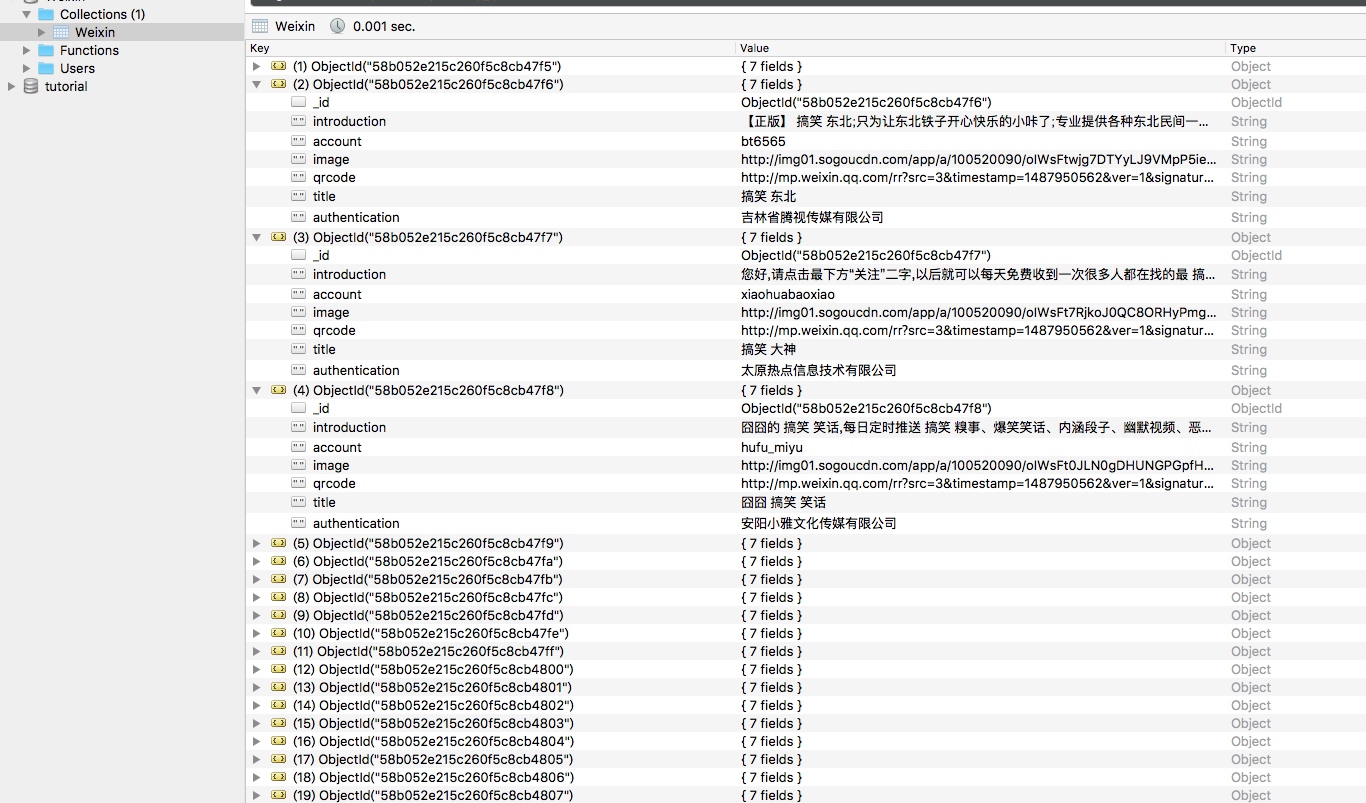 Weixin
Collections (1)
Weixin
Functions
Users
tutorial
Weixin 0.001 sec.
Key Value Type
(1) ObjectId("58b052e215c260f5c8cb47f5") { 7 fields } Object
(2) ObjectId("58b052e215c260f5c8cb47f6") { 7 fields } Object
_id ObjectId("58b052e215c260f5c8cb47f6") ObjectId
introduction 【正版】 搞笑 东北;只为让东北铁子开心快乐的小咔了;专业提供各种东北民间一... String
account bt6565 String
image http://img01.sogoucdn.com/app/a/100520090/oIWsFtwjg7DTYyLJ9VMpP5ie... String
qrcode http://mp.weixin.qq.com/rr?src=3&timestamp=1487950562&ver=1&signatur... String
title 搞笑 东北 String
authentication 吉林省腾视传媒有限公司 String
(3) ObjectId("58b052e215c260f5c8cb47f7") { 7 fields } Object
_id ObjectId("58b052e215c260f5c8cb47f7") ObjectId
introduction 您好,请点击最下方“关注”二字,以后就可以每天免费收到一次很多人都在找的最 搞... String
account xiaohuabaoxiao String
image http://img01.sogoucdn.com/app/a/100520090/oIWsFt7RjkoJ0QC8ORHyPmg... String
qrcode http://mp.weixin.qq.com/rr?src=3&timestamp=1487950562&ver=1&signatur... String
title 搞笑 大神 String
authentication 太原热点信息技术有限公司 String
(4) ObjectId("58b052e215c260f5c8cb47f8") { 7 fields } Object
_id ObjectId("58b052e215c260f5c8cb47f8") ObjectId
introduction 囧囧的 搞笑 笑话,每日定时推送 搞笑 糗事、爆笑笑话、内涵段子、幽默视频、恶... String
account hufu_miyu String
image http://img01.sogoucdn.com/app/a/100520090/oIWsFt0JLN0gDHUNGPGpfH... String
qrcode http://mp.weixin.qq.com/rr?src=3&timestamp=1487950562&ver=1&signatur... String
title 囧囧 搞笑 笑话 String
authentication 安阳小雅文化传媒有限公司 String
(5) ObjectId("58b052e215c260f5c8cb47f9") { 7 fields } Object
(6) ObjectId("58b052e215c260f5c8cb47fa") { 7 fields } Object
(7) ObjectId("58b052e215c260f5c8cb47fb") { 7 fields } Object
(8) ObjectId("58b052e215c260f5c8cb47fc") { 7 fields } Object
(9) ObjectId("58b052e215c260f5c8cb47fd") { 7 fields } Object
(10) ObjectId("58b052e215c260f5c8cb47fe") { 7 fields } Object
(11) ObjectId("58b052e215c260f5c8cb47ff") { 7 fields } Object
(12) ObjectId("58b052e215c260f5c8cb4800") { 7 fields } Object
(13) ObjectId("58b052e215c260f5c8cb4801") { 7 fields } Object
(14) ObjectId("58b052e215c260f5c8cb4802") { 7 fields } Object
(15) ObjectId("58b052e215c260f5c8cb4803") { 7 fields } Object
(16) ObjectId("58b052e215c260f5c8cb4804") { 7 fields } Object
(17) ObjectId("58b052e215c260f5c8cb4805") { 7 fields } Object
(18) ObjectId("58b052e215c260f5c8cb4806") { 7 fields } Object
(19) ObjectId("58b052e215c260f5c8cb4807") { 7 fields } Object